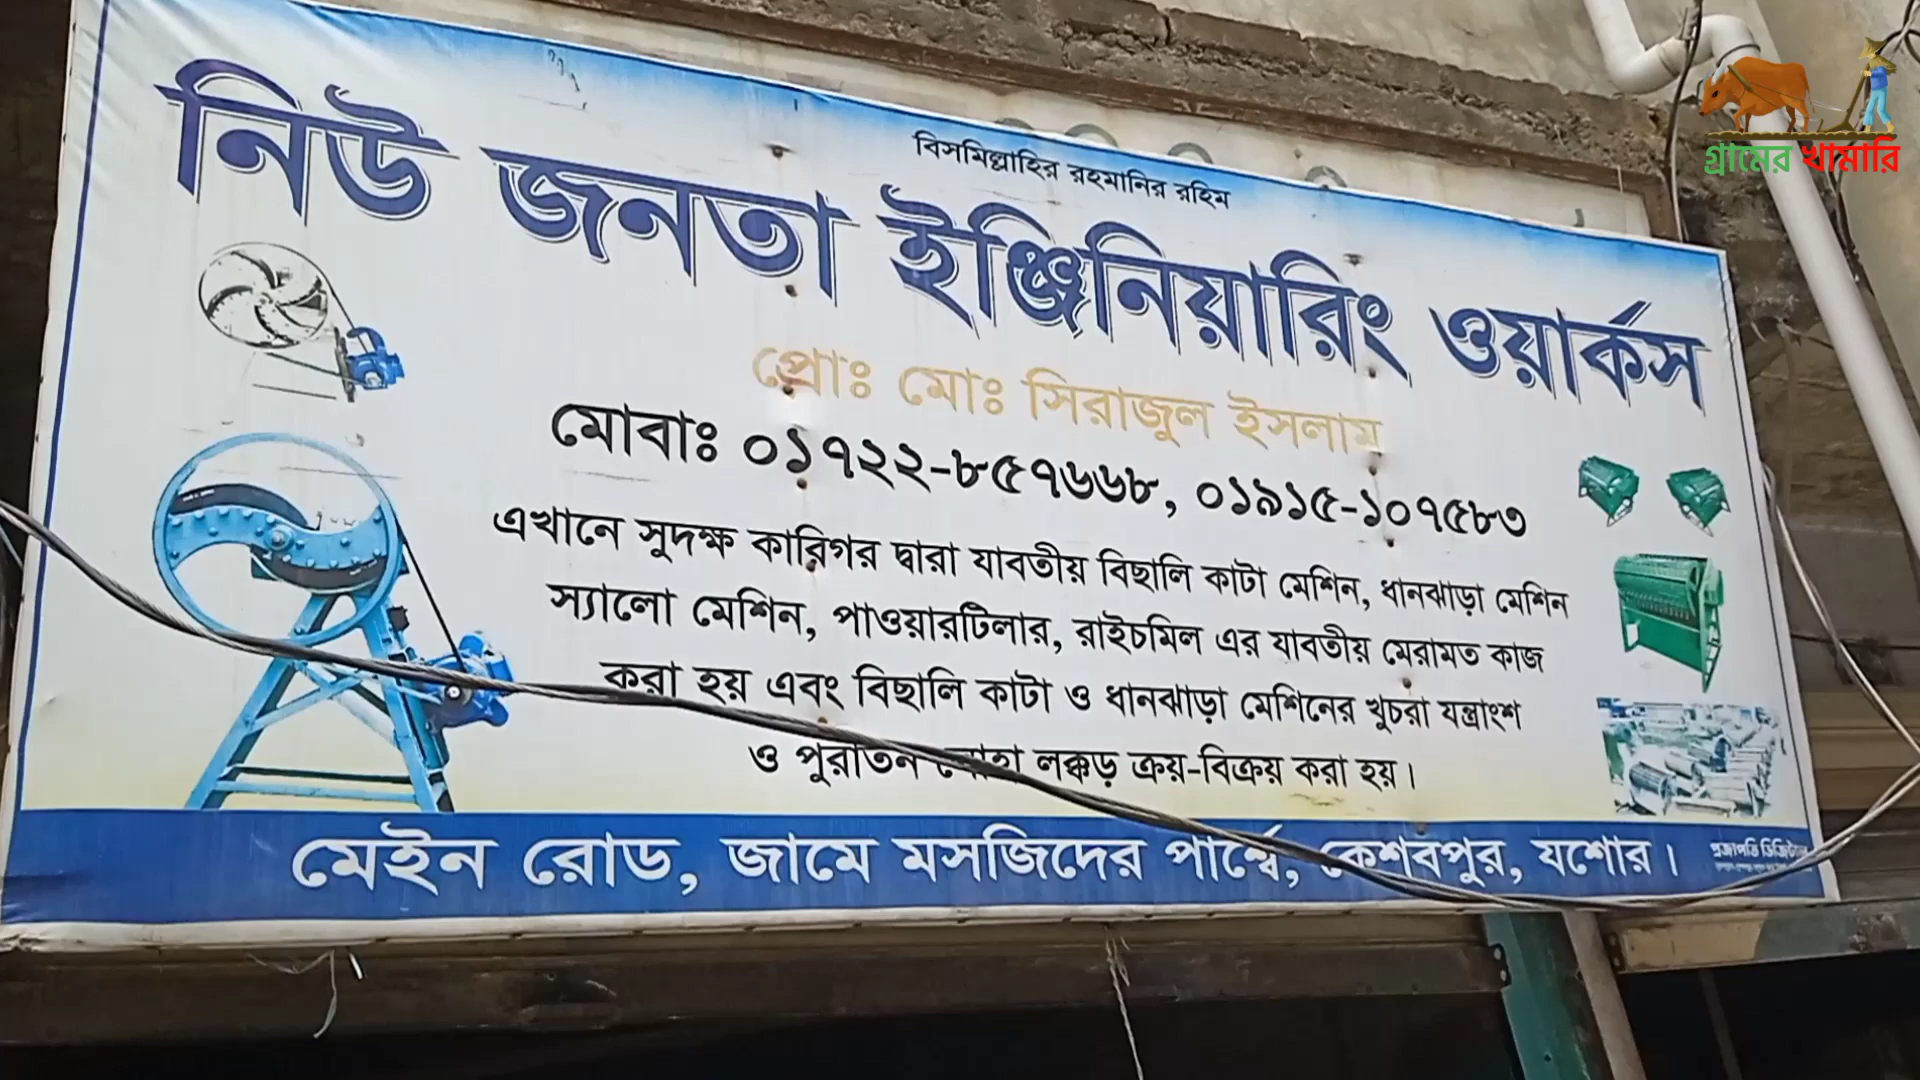 বিসমিল্লাহির রহমানির রহিম
গ্রামের খামারি
নিউ জনতা ইঞ্জিনিয়ারিং ওয়ার্কস
প্রোঃ মোঃ সিরাজুল ইসলাম
মোবাঃ ০১৭২২-৮৫৭৬৬৮, ০১৯১৫-১০৭৫৮৩
এখানে সুদক্ষ কারিগর দ্বারা যাবতীয় বিছালি কাটা মেশিন, ধানঝাড়া মেশিন
স্যালো মেশিন, পাওয়ারটিলার, রাইচমিল এর যাবতীয় মেরামত কাজ
করা হয় এবং বিছালি কাটা ও ধানঝাড়া মেশিনের খুচরা যন্ত্রাংশ
ও পুরাতন লোহা লক্কড় ক্রয়-বিক্রয় করা হয়।
মেইন রোড, জামে মসজিদের পার্শ্বে, কেশবপুর, যশোর।
প্রজাপতি ডিজিটাল